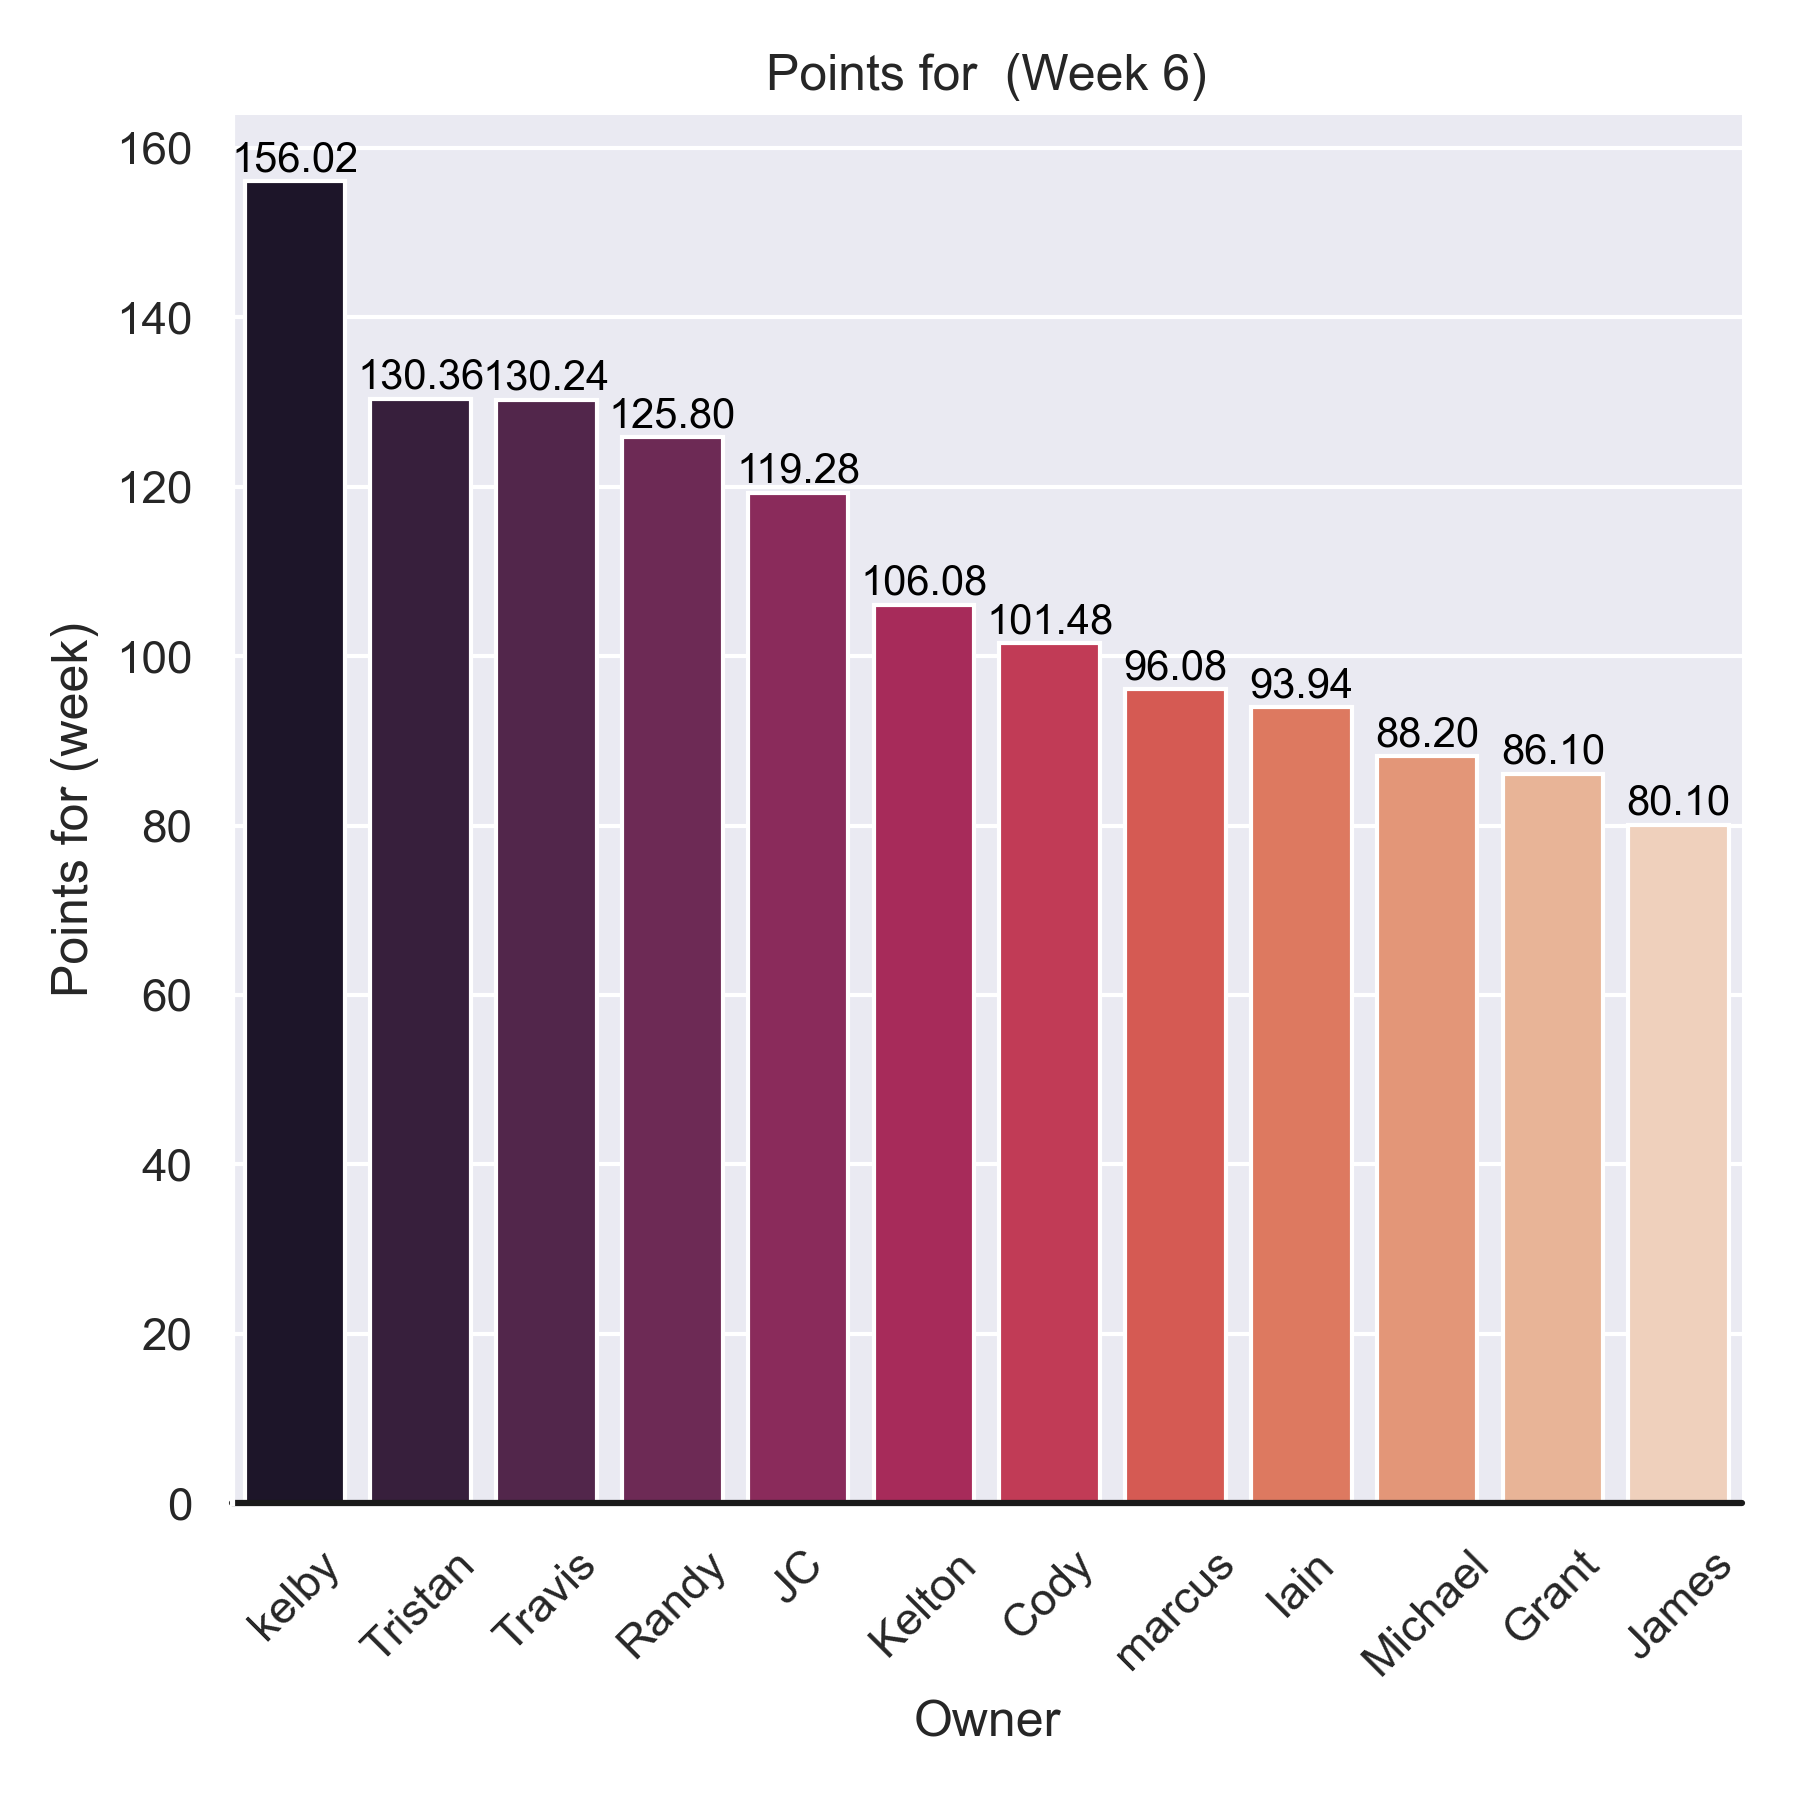 Points for  (Week 6)
Points for (week)
160
140
120
100
80
60
40
20
0
156.02
130.36
130.24
125.80
119.28
106.08
101.48
96.08
93.94
88.20
86.10
80.10
kelby
Tristan
Travis
Randy
JC
Kelton
Cody
marcus
Iain
Michael
Grant
James
Owner